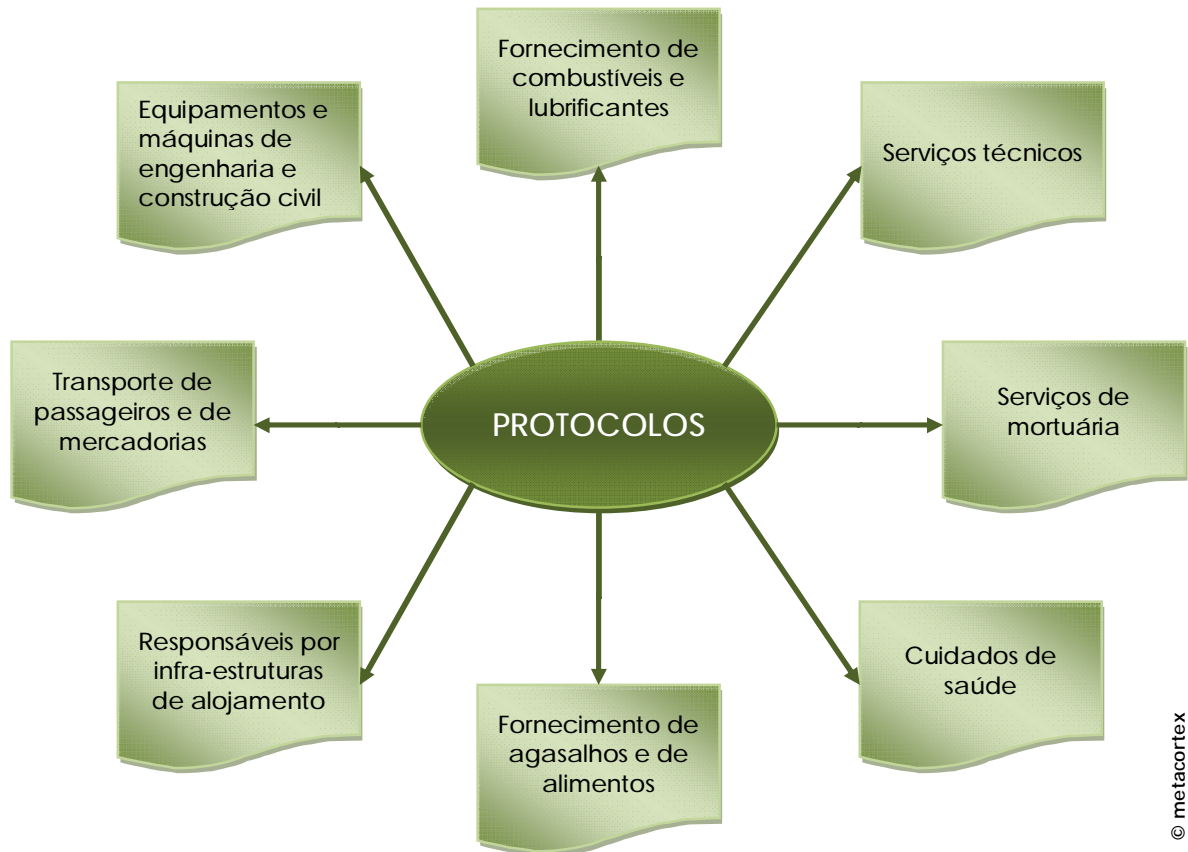 Fornecimento de
combustíveis e
lubrificantes
Equipamentos e
máquinas de
engenharia e
construção civil
Serviços técnicos
Transporte de
passageiros e de
mercadorias
PROTOCOLOS
Serviços de
mortuária
Responsáveis por
infra-estruturas
de alojamento
Fornecimento de
agasalhos e de
alimentos
Cuidados de
saúde
© metacortex